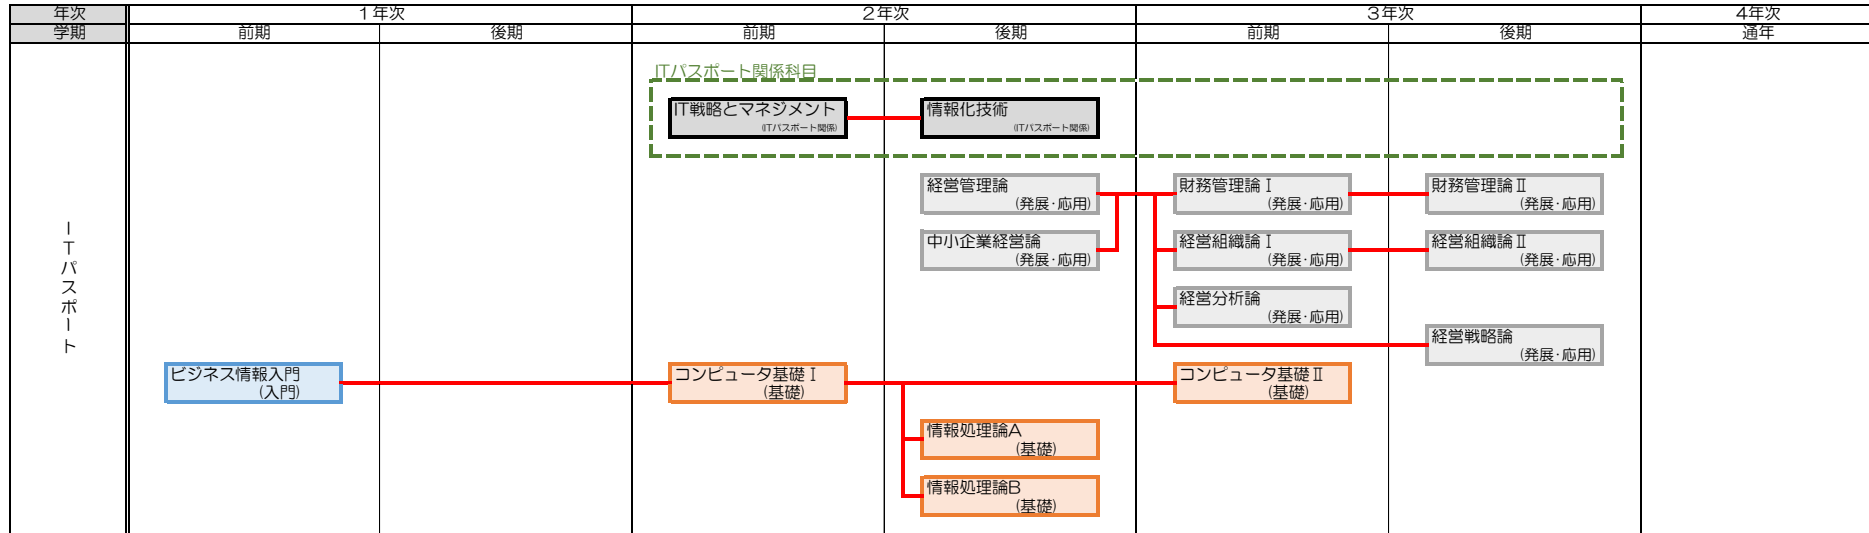 年次 1年次 2年次 3年次 4年次
学期 前期 後期 前期 後期 前期 後期 通年
ITパスポート関係科目
IT戦略とマネジメント
(ITパスポート関係)
情報化技術
(ITパスポート関係)
経営管理論
(発展・応用)
財務管理論Ⅰ
(発展・応用)
財務管理論Ⅱ
(発展・応用)
中小企業経営論
(発展・応用)
経営組織論Ⅰ
(発展・応用)
経営組織論Ⅱ
(発展・応用)
経営分析論
(発展・応用)
経営戦略論
(発展・応用)
ITパスポート
ビジネス情報入門
(入門)
コンピュータ基礎Ⅰ
(基礎)
コンピュータ基礎Ⅱ
(基礎)
情報処理論A
(基礎)
情報処理論B
(基礎)